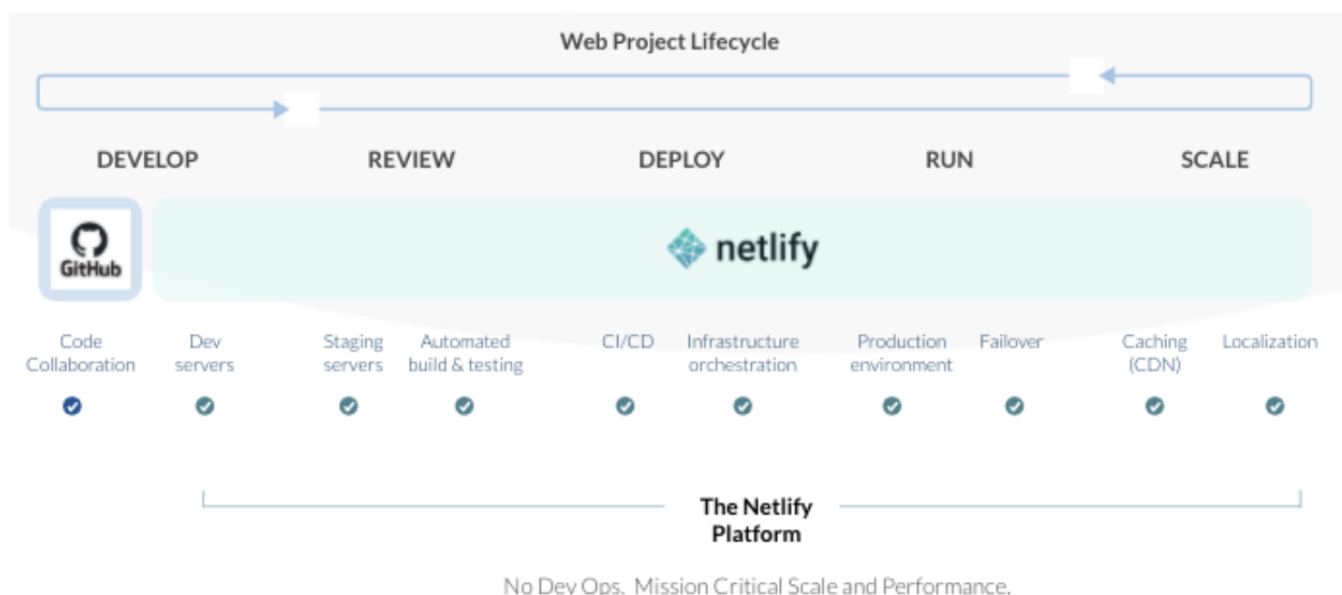 Web Project Lifecycle
DEVELOP REVIEW DEPLOY RUN SCALE
GitHub
netlify
Code Collaboration
Dev servers
Staging servers
Automated build & testing
CI/CD
Infrastructure orchestration
Production environment
Failover
Caching (CDN)
Localization
The Netlify
Platform
No Dev Ops. Mission Critical Scale and Performance.